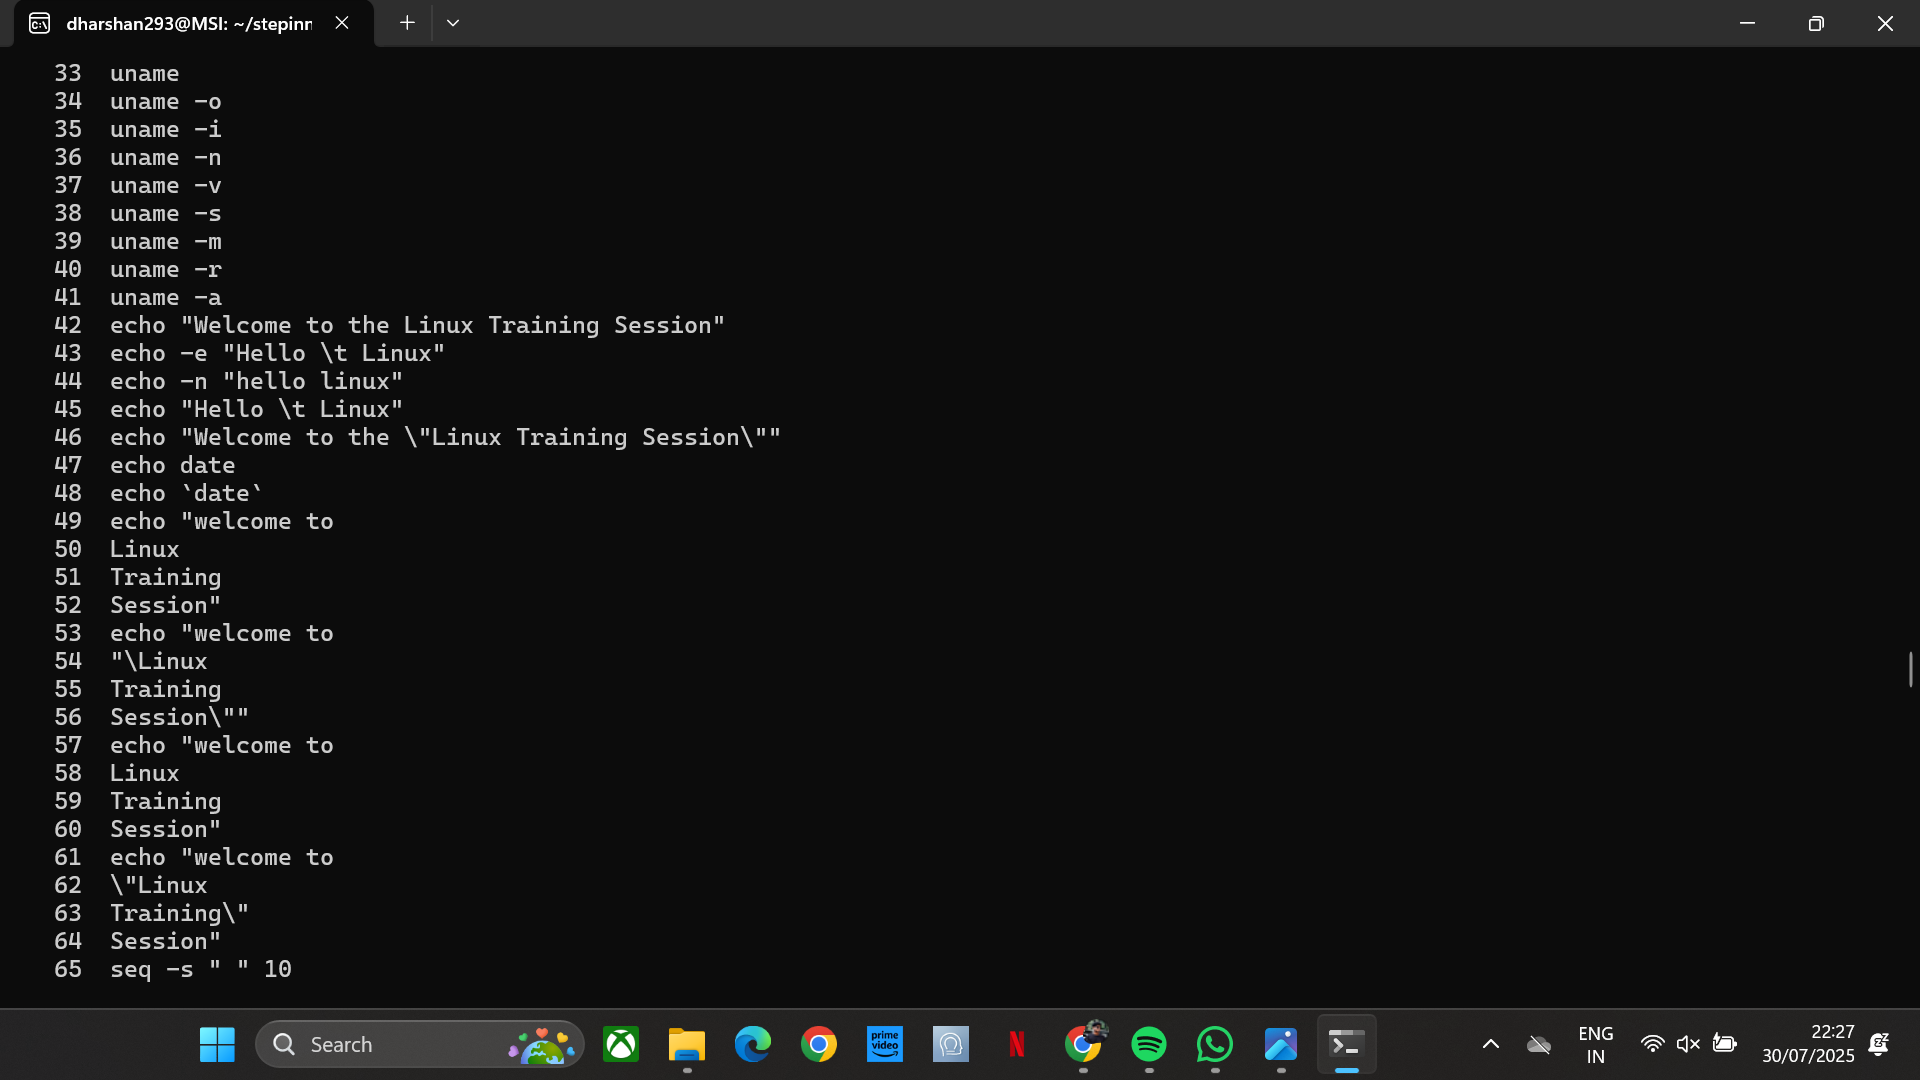 dharshan293@MSI: ~/stepinn
33 uname
34 uname -o
35 uname -i
36 uname -n
37 uname -v
38 uname -s
39 uname -m
40 uname -r
41 uname -a
42 echo "Welcome to the Linux Training Session"
43 echo -e "Hello \t Linux"
44 echo -n "hello linux"
45 echo "Hello \t Linux"
46 echo "Welcome to the \"Linux Training Session\""
47 echo date
48 echo `date`
49 echo "welcome to
50 Linux
51 Training
52 Session"
53 echo "welcome to
54 "\Linux
55 Training
56 Session\""
57 echo "welcome to
58 Linux
59 Training
60 Session"
61 echo "welcome to
62 \"Linux
63 Training\"
64 Session"
65 seq -s " " 10
Search
prime
video
N
ENG
IN
22:27
30/07/2025